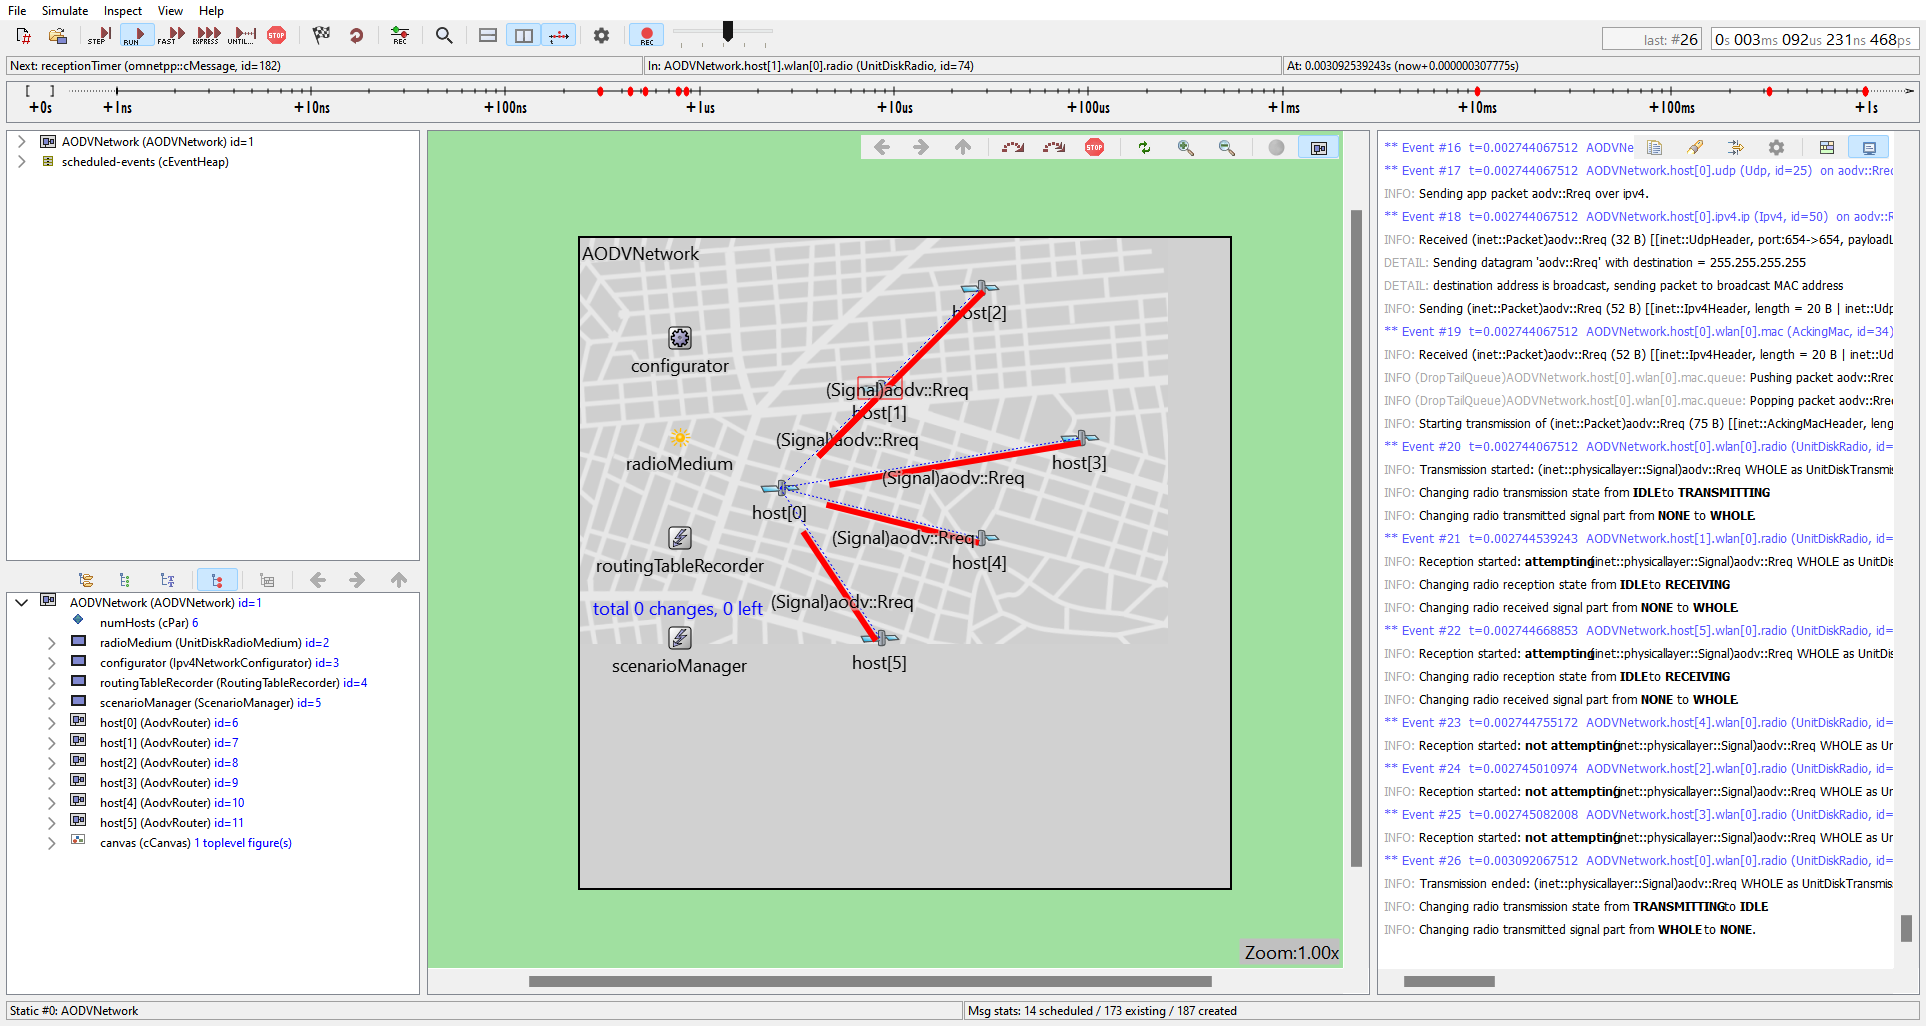 File Simulate Inspect View Help
STEP RUN FAST EXPRESS UNTIL... STOP REC REC
last: #26 0s 003ms 092us 231ns 468ps
Next: receptionTimer (omnetpp::cMessage, id=182) In: AODVNetwork.host[1].wlan[0].radio (UnitDiskRadio, id=74) At: 0.003092539243s (now+0.000000307775s)
[ ]
+0s +1ns +10ns +100ns +1us +10us +100us +1ms +10ms +100ms +1s
AODVNetwork (AODVNetwork) id=1
scheduled-events (cEventHeap)
AODVNetwork (AODVNetwork) id=1
numHosts (cPar) 6
radioMedium (UnitDiskRadioMedium) id=2
configurator (Ipv4NetworkConfigurator) id=3
routingTableRecorder (RoutingTableRecorder) id=4
scenarioManager (ScenarioManager) id=5
host[0] (AodvRouter) id=6
host[1] (AodvRouter) id=7
host[2] (AodvRouter) id=8
host[3] (AodvRouter) id=9
host[4] (AodvRouter) id=10
host[5] (AodvRouter) id=11
canvas (cCanvas) 1 toplevel figure(s)
STOP
AODVNetwork
host[2]
configurator
(Signal)aodv::Rreq
host[1]
(Signal)aodv::Rreq
radioMedium
host[3]
(Signal)aodv::Rreq
host[0]
(Signal)aodv::Rreq
routingTableRecorder
host[4]
total 0 changes, 0 left
(Signal)aodv::Rreq
scenarioManager
host[5]
Zoom:1.00x
** Event #16 t=0.002744067512 AODVNe
** Event #17 t=0.002744067512 AODVNetwork.host[0].udp (Udp, id=25) on aodv::Rreq
INFO: Sending app packet aodv::Rreq over ipv4.
** Event #18 t=0.002744067512 AODVNetwork.host[0].ipv4.ip (Ipv4, id=50) on aodv::R
INFO: Received (inet::Packet)aodv::Rreq (32 B) [[inet::UdpHeader, port:654->654, payloadL
DETAIL: Sending datagram 'aodv::Rreq' with destination = 255.255.255.255
DETAIL: destination address is broadcast, sending packet to broadcast MAC address
INFO: Sending (inet::Packet)aodv::Rreq (52 B) [[inet::Ipv4Header, length = 20 B | inet::Udp
** Event #19 t=0.002744067512 AODVNetwork.host[0].wlan[0].mac (AckingMac, id=34)
INFO: Received (inet::Packet)aodv::Rreq (52 B) [[inet::Ipv4Header, length = 20 B | inet::Ud
INFO (DropTailQueue)AODVNetwork.host[0].wlan[0].mac.queue: Pushing packet aodv::Rreq
INFO (DropTailQueue)AODVNetwork.host[0].wlan[0].mac.queue: Popping packet aodv::Rre
INFO: Starting transmission of (inet::Packet)aodv::Rreq (75 B) [[inet::AckingMacHeader, leng
** Event #20 t=0.002744067512 AODVNetwork.host[0].wlan[0].radio (UnitDiskRadio, id=
INFO: Transmission started: (inet::physicallayer::Signal)aodv::Rreq WHOLE as UnitDiskTransmis
INFO: Changing radio transmission state from IDLE to TRANSMITTING
INFO: Changing radio transmitted signal part from NONE to WHOLE.
** Event #21 t=0.002744539243 AODVNetwork.host[1].wlan[0].radio (UnitDiskRadio, id=
INFO: Reception started: attempting (inet::physicallayer::Signal)aodv::Rreq WHOLE as UnitDis
INFO: Changing radio reception state from IDLE to RECEIVING
INFO: Changing radio received signal part from NONE to WHOLE.
** Event #22 t=0.002744668853 AODVNetwork.host[5].wlan[0].radio (UnitDiskRadio, id=
INFO: Reception started: attempting (inet::physicallayer::Signal)aodv::Rreq WHOLE as UnitDis
INFO: Changing radio reception state from IDLE to RECEIVING
INFO: Changing radio received signal part from NONE to WHOLE.
** Event #23 t=0.002744755172 AODVNetwork.host[4].wlan[0].radio (UnitDiskRadio, id=
INFO: Reception started: not attempting (inet::physicallayer::Signal)aodv::Rreq WHOLE as Un
** Event #24 t=0.002745010974 AODVNetwork.host[2].wlan[0].radio (UnitDiskRadio, id=
INFO: Reception started: not attempting (inet::physicallayer::Signal)aodv::Rreq WHOLE as Un
** Event #25 t=0.002745082008 AODVNetwork.host[3].wlan[0].radio (UnitDiskRadio, id=
INFO: Reception started: not attempting (inet::physicallayer::Signal)aodv::Rreq WHOLE as Un
** Event #26 t=0.003092067512 AODVNetwork.host[0].wlan[0].radio (UnitDiskRadio, id=
INFO: Transmission ended: (inet::physicallayer::Signal)aodv::Rreq WHOLE as UnitDiskTransmis
INFO: Changing radio transmission state from TRANSMITTING to IDLE
INFO: Changing radio transmitted signal part from WHOLE to NONE.
Static #0: AODVNetwork Msg stats: 14 scheduled / 173 existing / 187 created